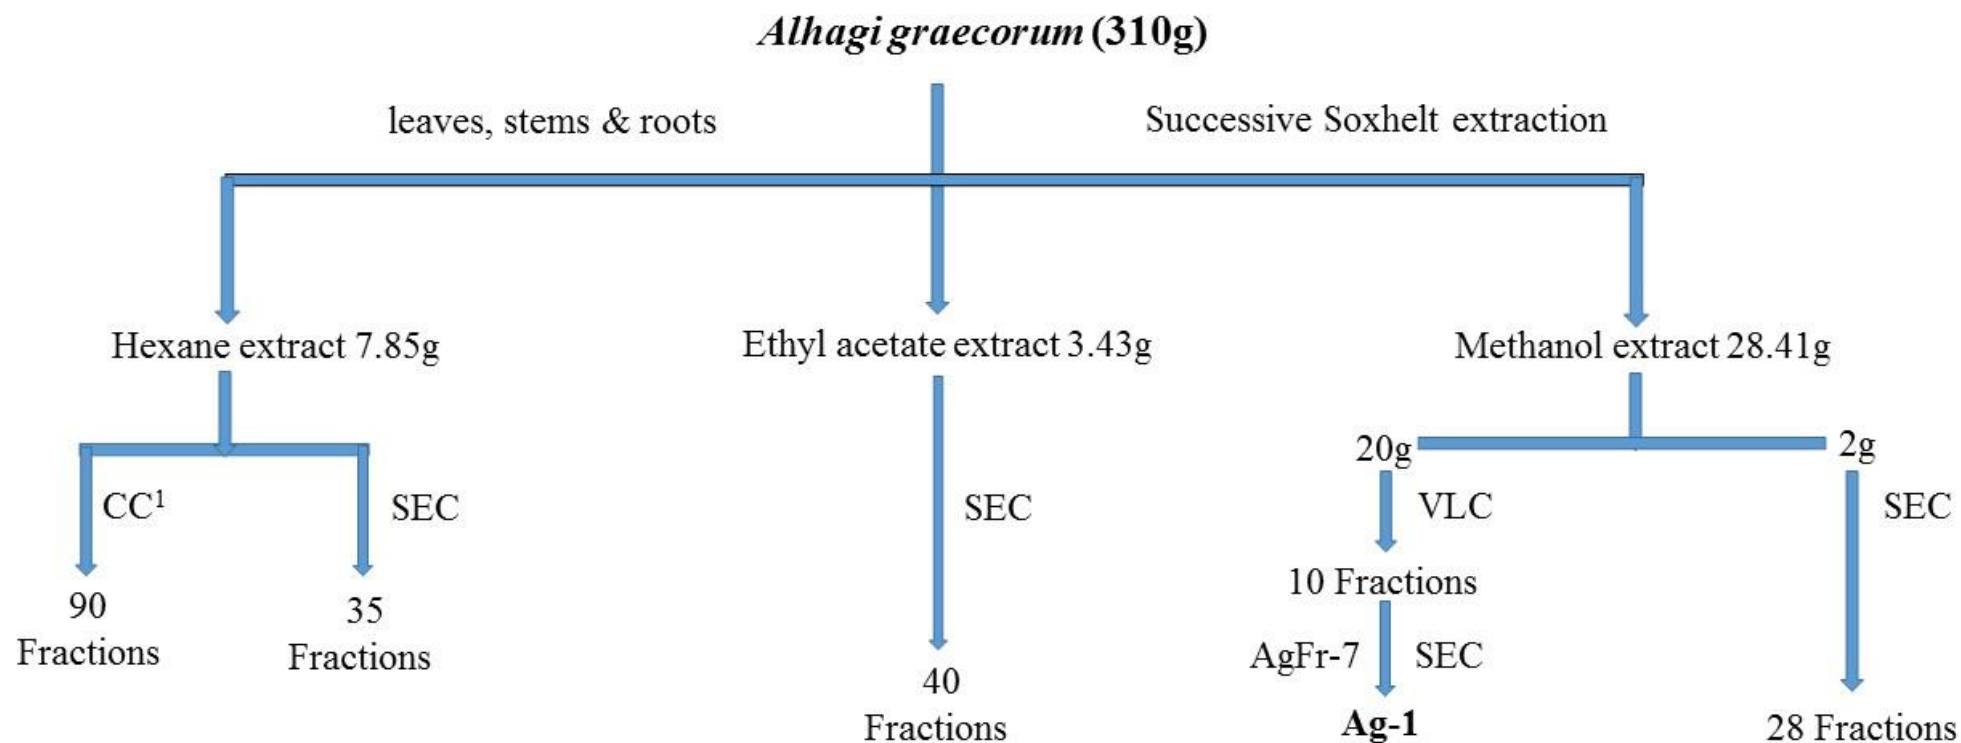 Alhagi graecorum (310g)
leaves, stems & roots
Successive Soxhelt extraction
Hexane extract 7.85g
Ethyl acetate extract 3.43g
Methanol extract 28.41g
20g
2g
CC¹
SEC
SEC
VLC
SEC
90
Fractions
35
Fractions
10 Fractions
AgFr-7
SEC
40
Fractions
Ag-1
28 Fractions